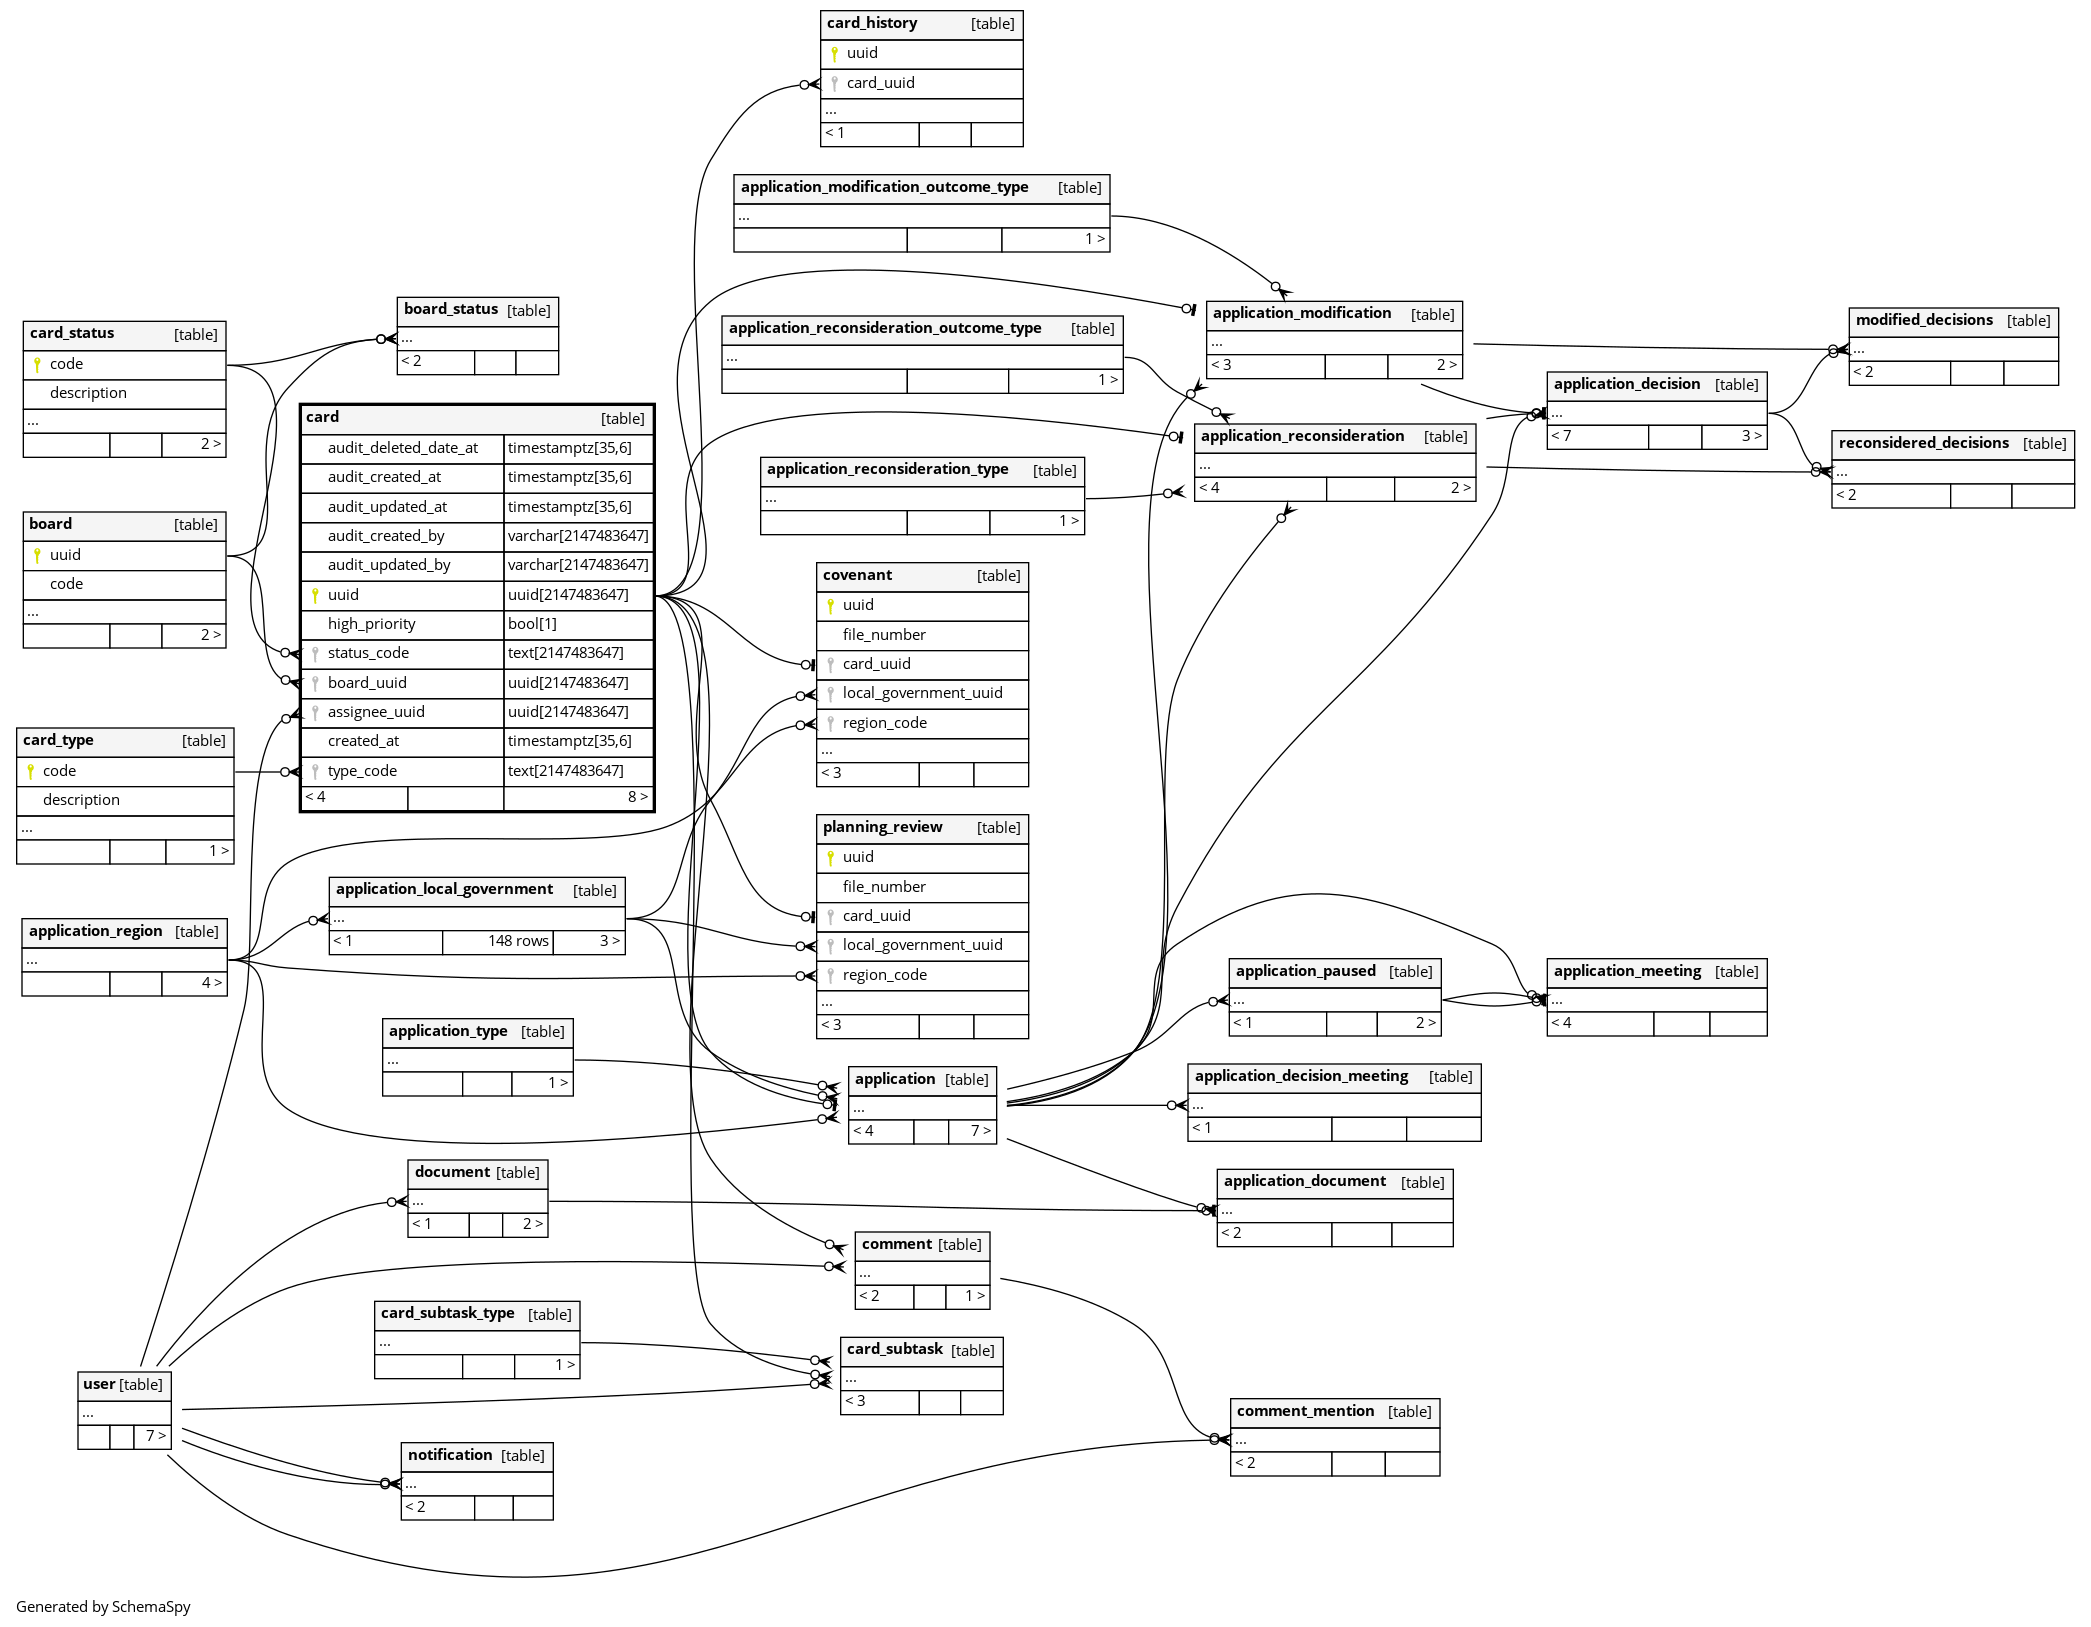 card_history [table]
uuid
card_uuid
...
< 1
application_modification_outcome_type [table]
...
1 >
board_status [table]
...
< 2
card_status [table]
code
description
...
2 >
application_reconsideration_outcome_type [table]
...
1 >
application_modification [table]
...
< 3 2 >
modified_decisions [table]
...
< 2
application_decision [table]
...
< 7 3 >
application_reconsideration [table]
...
< 4 2 >
reconsidered_decisions [table]
...
< 2
application_reconsideration_type [table]
...
1 >
board [table]
uuid
code
...
2 >
card [table]
audit_deleted_date_at timestamptz[35,6]
audit_created_at timestamptz[35,6]
audit_updated_at timestamptz[35,6]
audit_created_by varchar[2147483647]
audit_updated_by varchar[2147483647]
uuid uuid[2147483647]
high_priority bool[1]
status_code text[2147483647]
board_uuid uuid[2147483647]
assignee_uuid uuid[2147483647]
created_at timestamptz[35,6]
type_code text[2147483647]
< 4 8 >
covenant [table]
uuid
file_number
card_uuid
local_government_uuid
region_code
...
< 3
card_type [table]
code
description
...
1 >
planning_review [table]
uuid
file_number
card_uuid
local_government_uuid
region_code
...
< 3
application_local_government [table]
...
< 1 148 rows 3 >
application_region [table]
...
4 >
application_paused [table]
...
< 1 2 >
application_meeting [table]
...
< 4
application_type [table]
...
1 >
application [table]
...
< 4 7 >
application_decision_meeting [table]
...
< 1
document [table]
...
< 1 2 >
application_document [table]
...
< 2
comment [table]
...
< 2 1 >
card_subtask_type [table]
...
1 >
card_subtask [table]
...
< 3
user [table]
...
7 >
comment_mention [table]
...
< 2
notification [table]
...
< 2
Generated by SchemaSpy